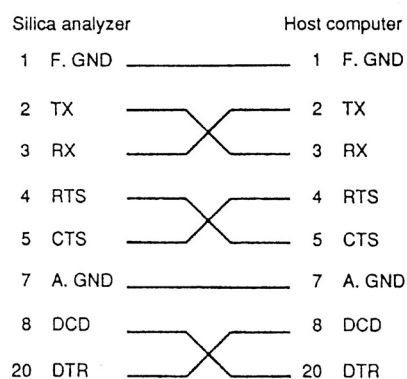 Silica analyzer Host computer
1 F. GND 1 F. GND
2 TX 2 TX
3 RX 3 RX
4 RTS 4 RTS
5 CTS 5 CTS
7 A. GND 7 A. GND
8 DCD 8 DCD
20 DTR 20 DTR